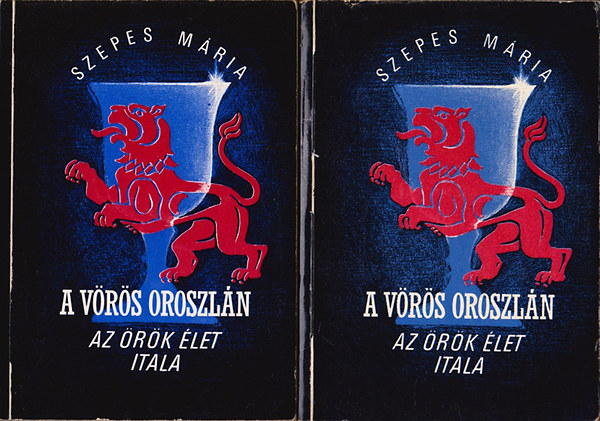 SZEPES MÁRIA
A VÖRÖS OROSZLÁN
AZ ÖRÖK ÉLET
ITALA
SZEPES MÁRIA
A VÖRÖS OROSZLÁN
AZ ÖRÖK ÉLET
ITALA